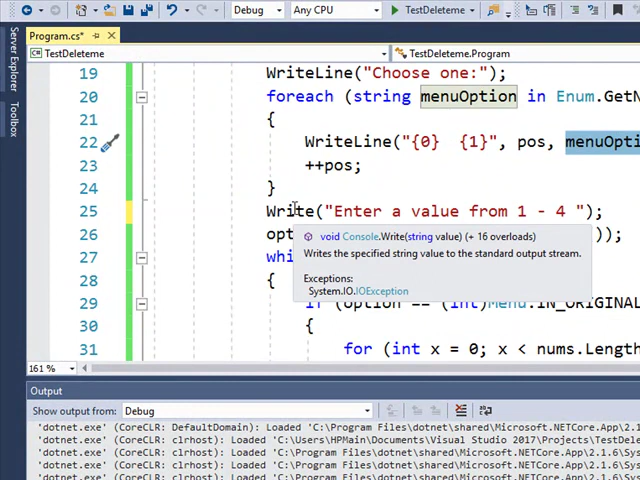 Debug Any CPU TestDeleteme
Program.cs*
TestDeleteme TestDeleteme.Program
Server Explorer
Toolbox
19 WriteLine("Choose one:");
20 foreach (string menuOption in Enum.GetN
21 {
22 WriteLine("{0}  {1}", pos, menuOpti
23 ++pos;
24 }
25 Write("Enter a value from 1 - 4 ");
26 opt ));
void Console.Write(string value) (+ 16 overloads)
Writes the specified string value to the standard output stream.
Exceptions:
System.IO.IOException
27 whi
28 {
29 if (option == (int)Menu.IN_ORIGINAL
30 {
31 for (int x = 0; x < nums.Length
161 %
Output
Show output from: Debug
'dotnet.exe' (CoreCLR: DefaultDomain): Loaded 'C:\Program Files\dotnet\shared\Microsoft.NETCore.App\2.1
'dotnet.exe' (CoreCLR: clrhost): Loaded 'C:\Users\HPMain\Documents\Visual Studio 2017\Projects\TestDele
'dotnet.exe' (CoreCLR: clrhost): Loaded 'C:\Program Files\dotnet\shared\Microsoft.NETCore.App\2.1.6\Sys
'dotnet.exe' (CoreCLR: clrhost): Loaded 'C:\Program Files\dotnet\shared\Microsoft.NETCore.App\2.1.6\Sys